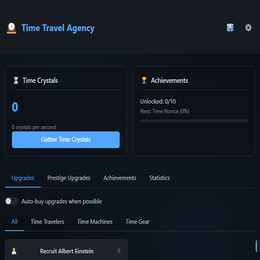 Time Travel Agency
Time Crystals
0
0 crystals per second
Gather Time Crystals
Achievements
Unlocked: 0/10
Next: Time Novice (0%)
Upgrades
Prestige Upgrades
Achievements
Statistics
Auto-buy upgrades when possible
All
Time Travelers
Time Machines
Time Gear
Recruit Albert Einstein
0